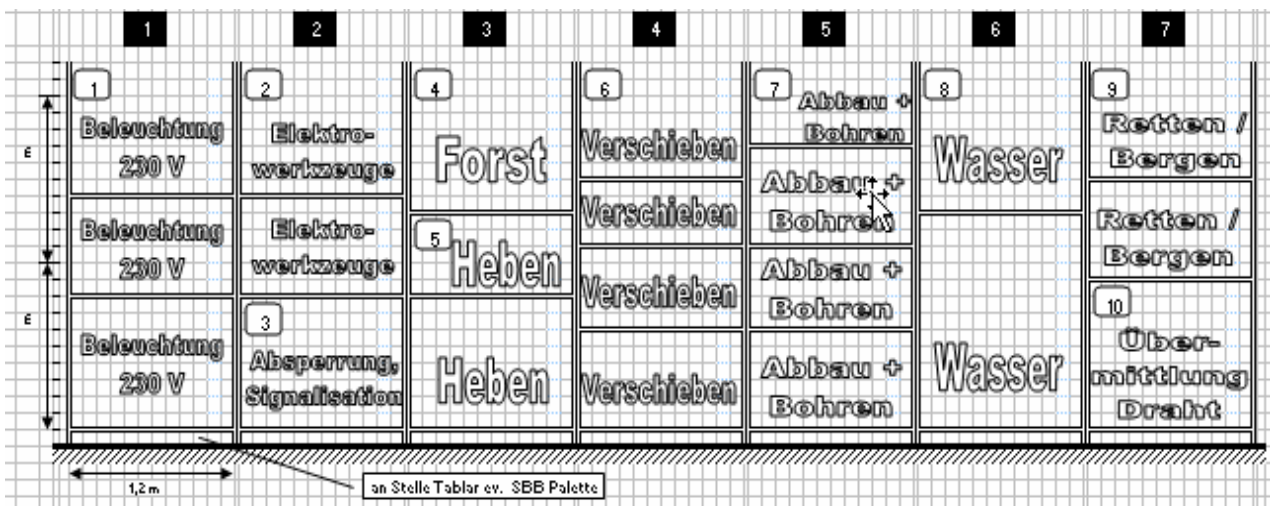 1 2 3 4 5 6 7
1
Beleuchtung
230 V
Beleuchtung
230 V
Beleuchtung
230 V
2
Elektro-
werkzeuge
Elektro-
werkzeuge
3
Absperrung,
Signalisation
4
Forst
5
Heben
Heben
6
Verschieben
Verschieben
Verschieben
Verschieben
7
Abbau +
Bohren
Abbau +
Bohren
Abbau +
Bohren
Abbau +
Bohren
8
Wasser
Wasser
9
Retten /
Bergen
Retten /
Bergen
10
Über-
mittlung
Draht
1,2 m
an Stelle Tablar ev. SBB Palette